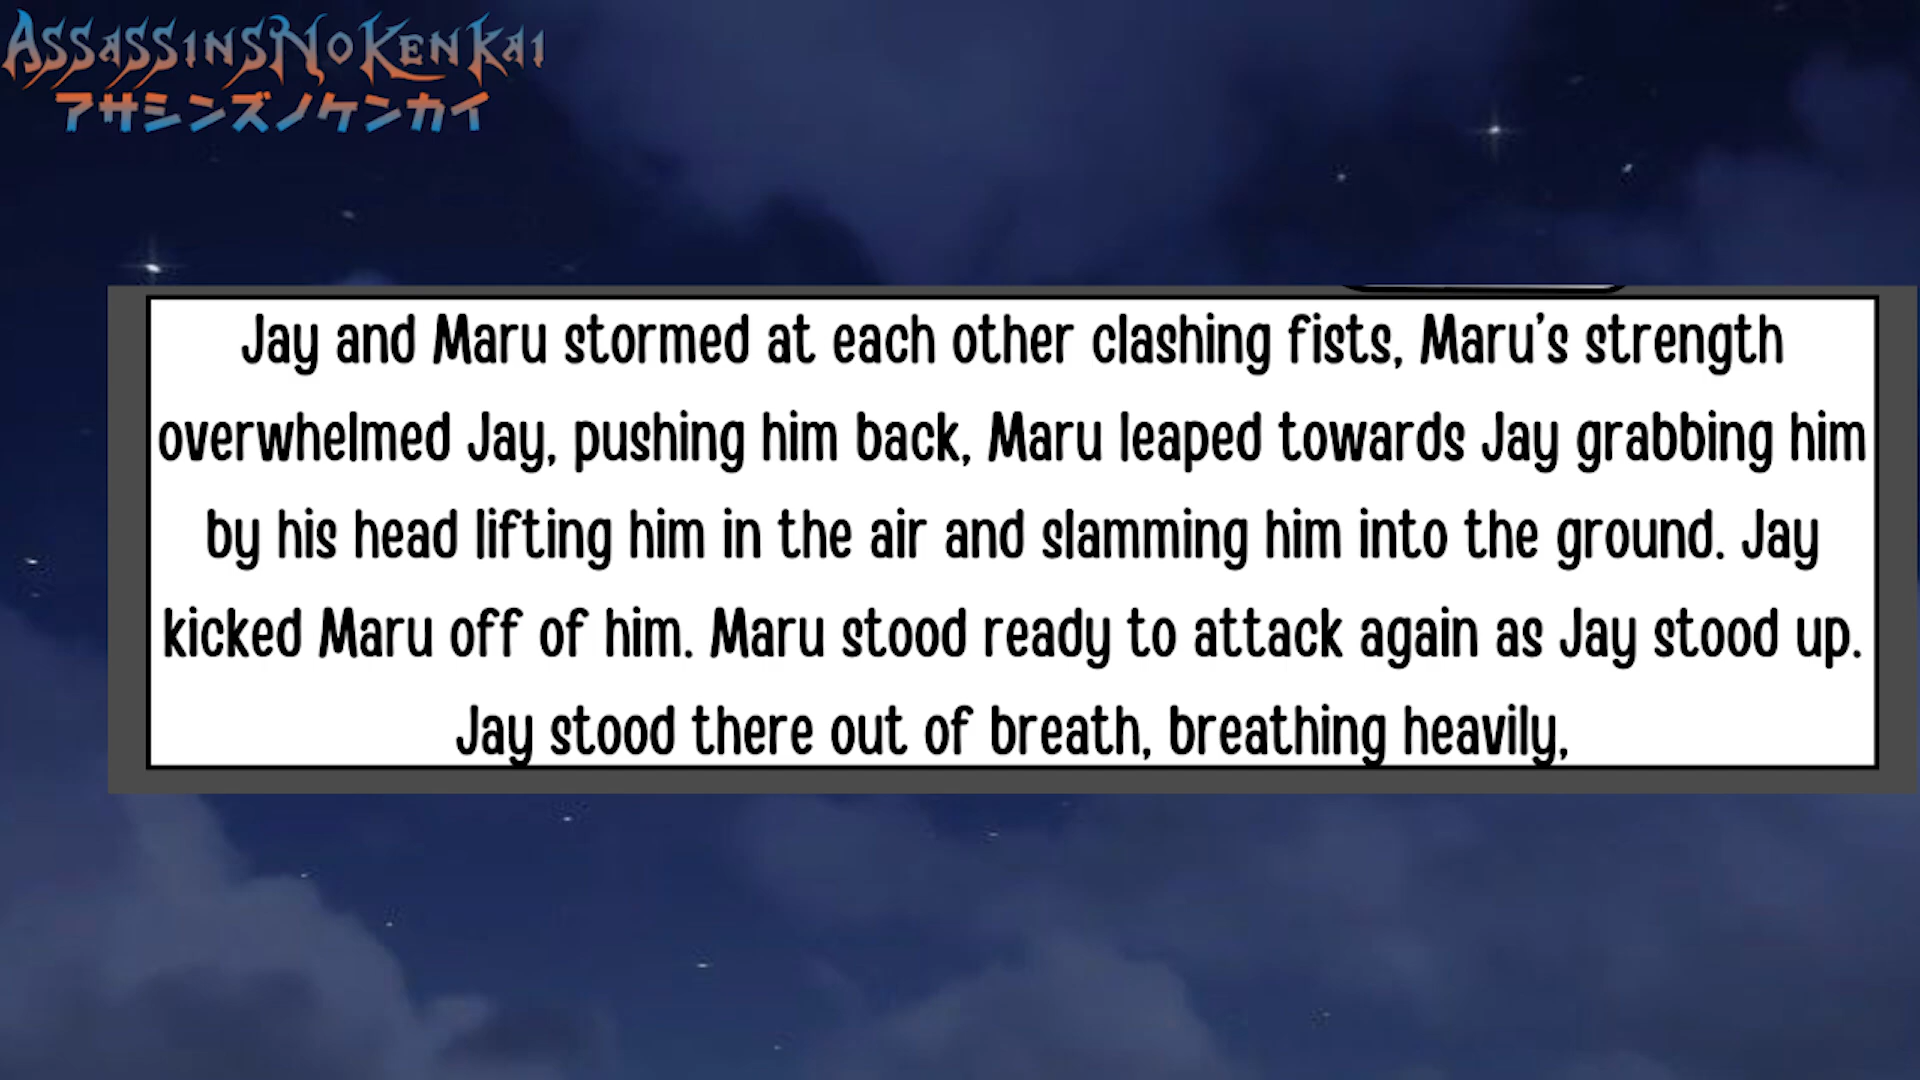 AssassinsNoKenkai
アサシンズノケンカイ
Jay and Maru stormed at each other clashing fists, Maru's strength
overwhelmed Jay, pushing him back, Maru leaped towards Jay grabbing him
by his head lifting him in the air and slamming him into the ground. Jay
kicked Maru off of him. Maru stood ready to attack again as Jay stood up.
Jay stood there out of breath, breathing heavily,